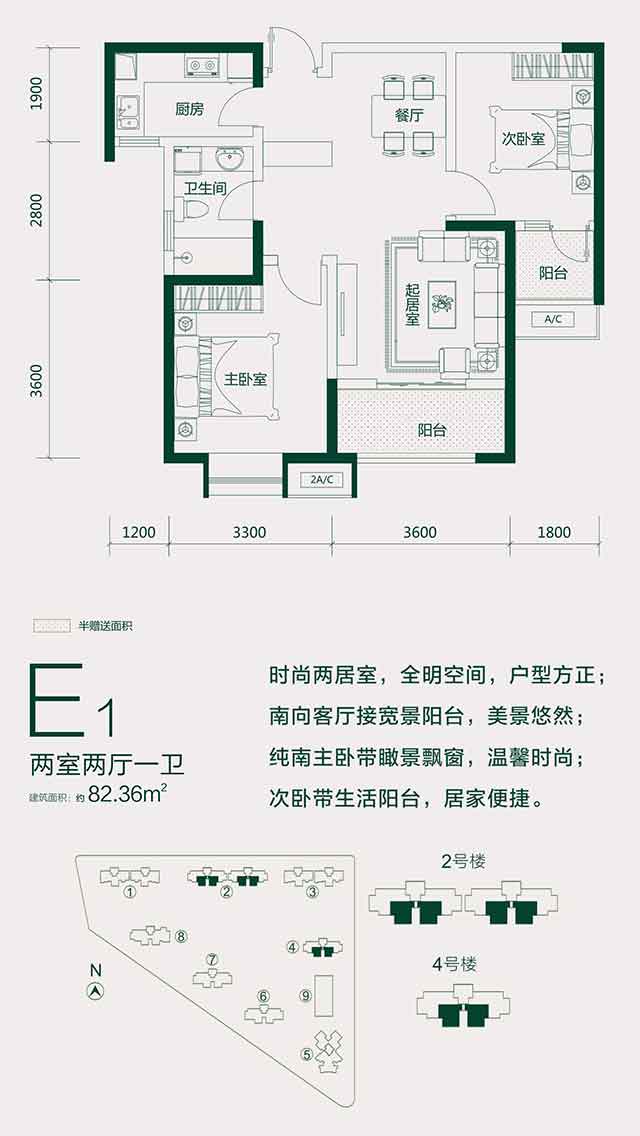 厨房
餐厅
次卧室
卫生间
阳台
A/C
起居室
主卧室
阳台
2A/C
1900
2800
3600
1200
3300
3600
1800
半赠送面积
E1
两室两厅一卫
建筑面积：约82.36m²
时尚两居室，全明空间，户型方正；
南向客厅接宽景阳台，美景悠然；
纯南主卧带瞰景飘窗，温馨时尚；
次卧带生活阳台，居家便捷。
①
②
③
⑧
④
⑦
⑨
⑥
⑤
N
2号楼
4号楼